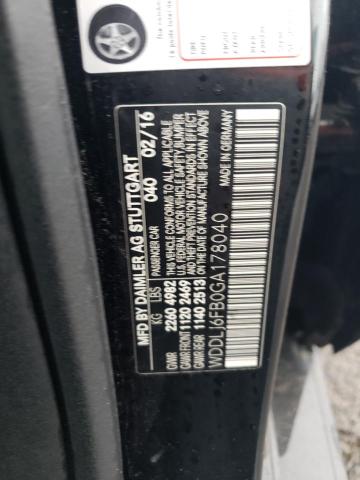 MFD BY DAIMLER AG STUTTGART
PASSENGER CAR 040 02/16
KG LBS
GVWR 2260 4982
GAWR FRONT 1120 2469
GAWR REAR 1140 2513
THIS VEHICLE CONFORMS TO ALL APPLICABLE
U.S. FEDERAL MOTOR VEHICLE SAFETY, BUMPER
AND THEFT PREVENTION STANDARDS IN EFFECT
ON THE DATE OF MANUFACTURE SHOWN ABOVE
WDDLJ6FB0GA178040
MADE IN GERMANY